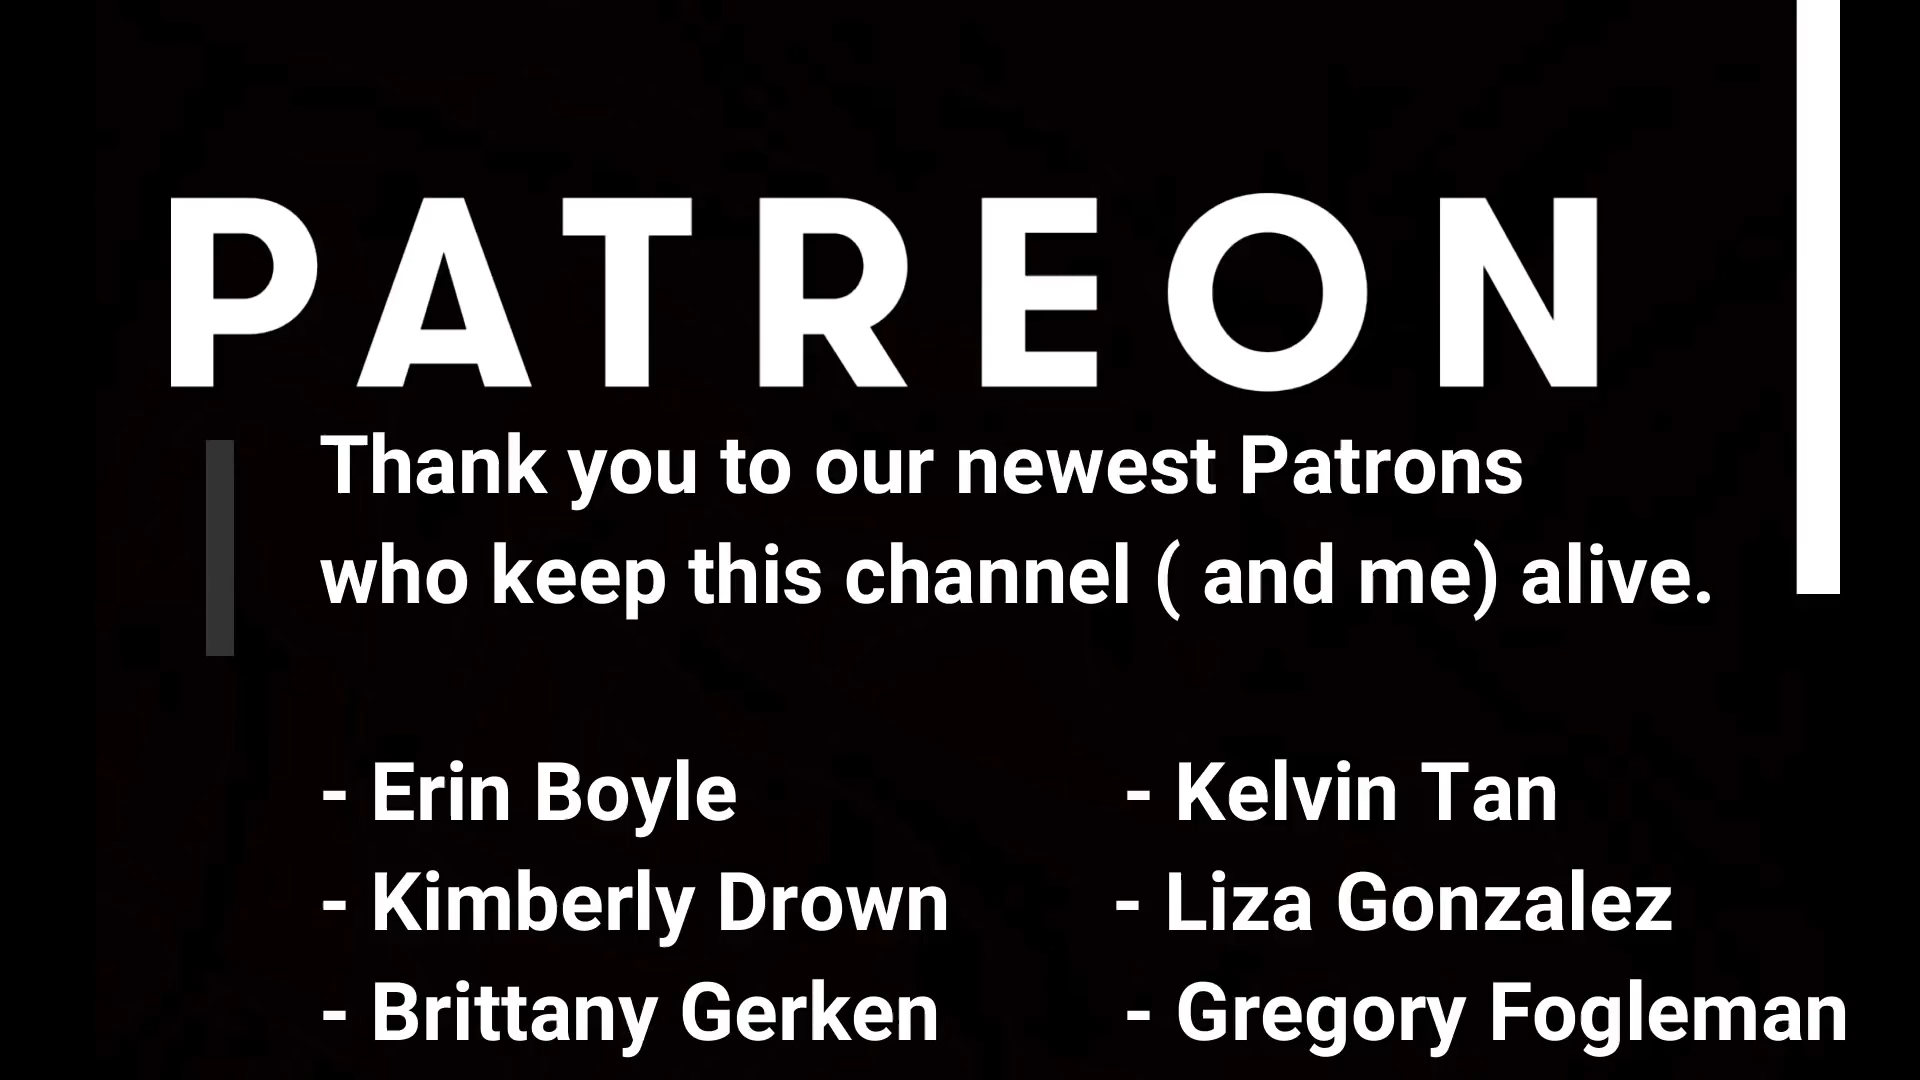 PATREON
Thank you to our newest Patrons
who keep this channel ( and me) alive.
- Erin Boyle - Kelvin Tan
- Kimberly Drown - Liza Gonzalez
- Brittany Gerken - Gregory Fogleman